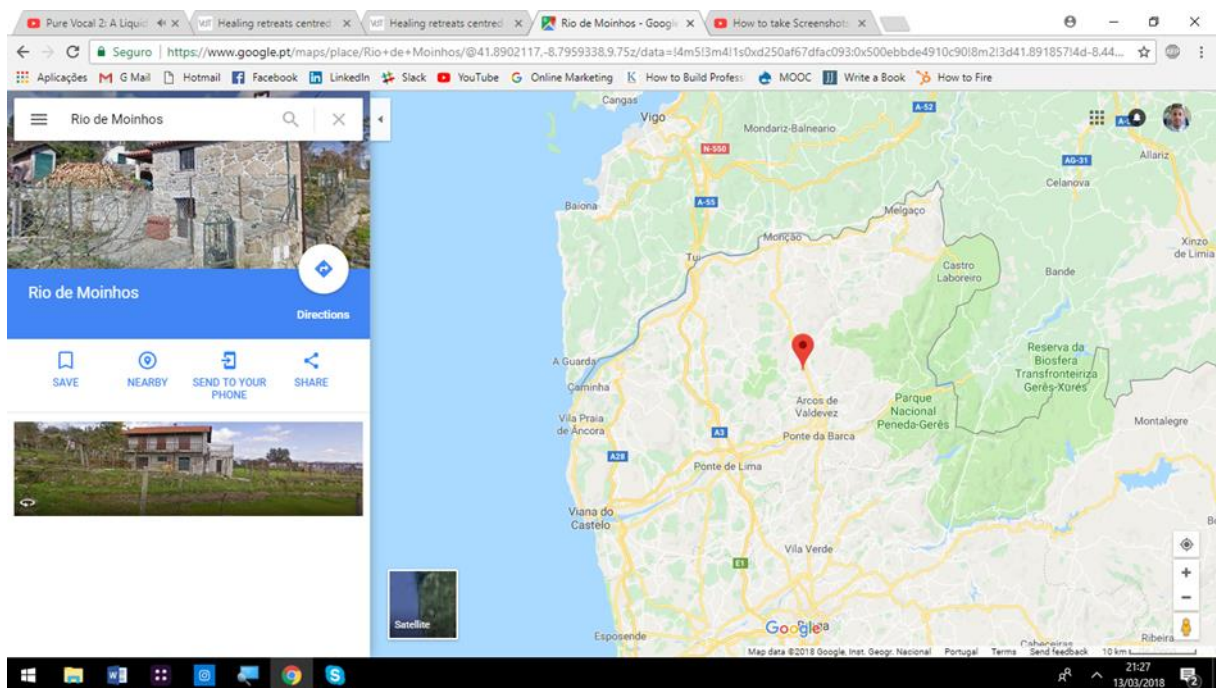 Pure Vocal 2: A Liquid
Healing retreats centred
Healing retreats centred
Rio de Moinhos - Google
How to take Screenshots
Seguro | https://www.google.pt/maps/place/Rio+de+Moinhos/@41.8902117,-8.7959338,9.75z/data=!4m5!3m4!1s0xd250af67dfac093:0x500ebbde4910c90!8m2!3d41.891857!4d-8.44...
Aplicações G Mail Hotmail Facebook LinkedIn Slack YouTube Online Marketing How to Build Profess MOOC Write a Book How to Fire
Rio de Moinhos
Rio de Moinhos
Directions
SAVE
NEARBY
SEND TO YOUR
PHONE
SHARE
Cangas
Vigo
Mondariz-Balneario
A-52
N-550
AG-31
Allariz
Celanova
Baiona
A-55
Melgaço
Monção
Tui
Xinzo
de Limia
Castro
Laboreiro
Bande
A Guarda
Reserva da
Biosfera
Transfronteiriza
Gerês-Xurés
Caminha
Arcos de
Valdevez
Parque
Nacional
Peneda-Gerês
Vila Praia
de Âncora
Montalegre
A3
Ponte da Barca
A28
Ponte de Lima
Viana do
Castelo
Vila Verde
E1
Satellite
Esposende
Google
Braga
Cabeceiras
Ribeira
Map data ©2018 Google, Inst. Geogr. Nacional Portugal Terms Send feedback 10 km
21:27
13/03/2018
2